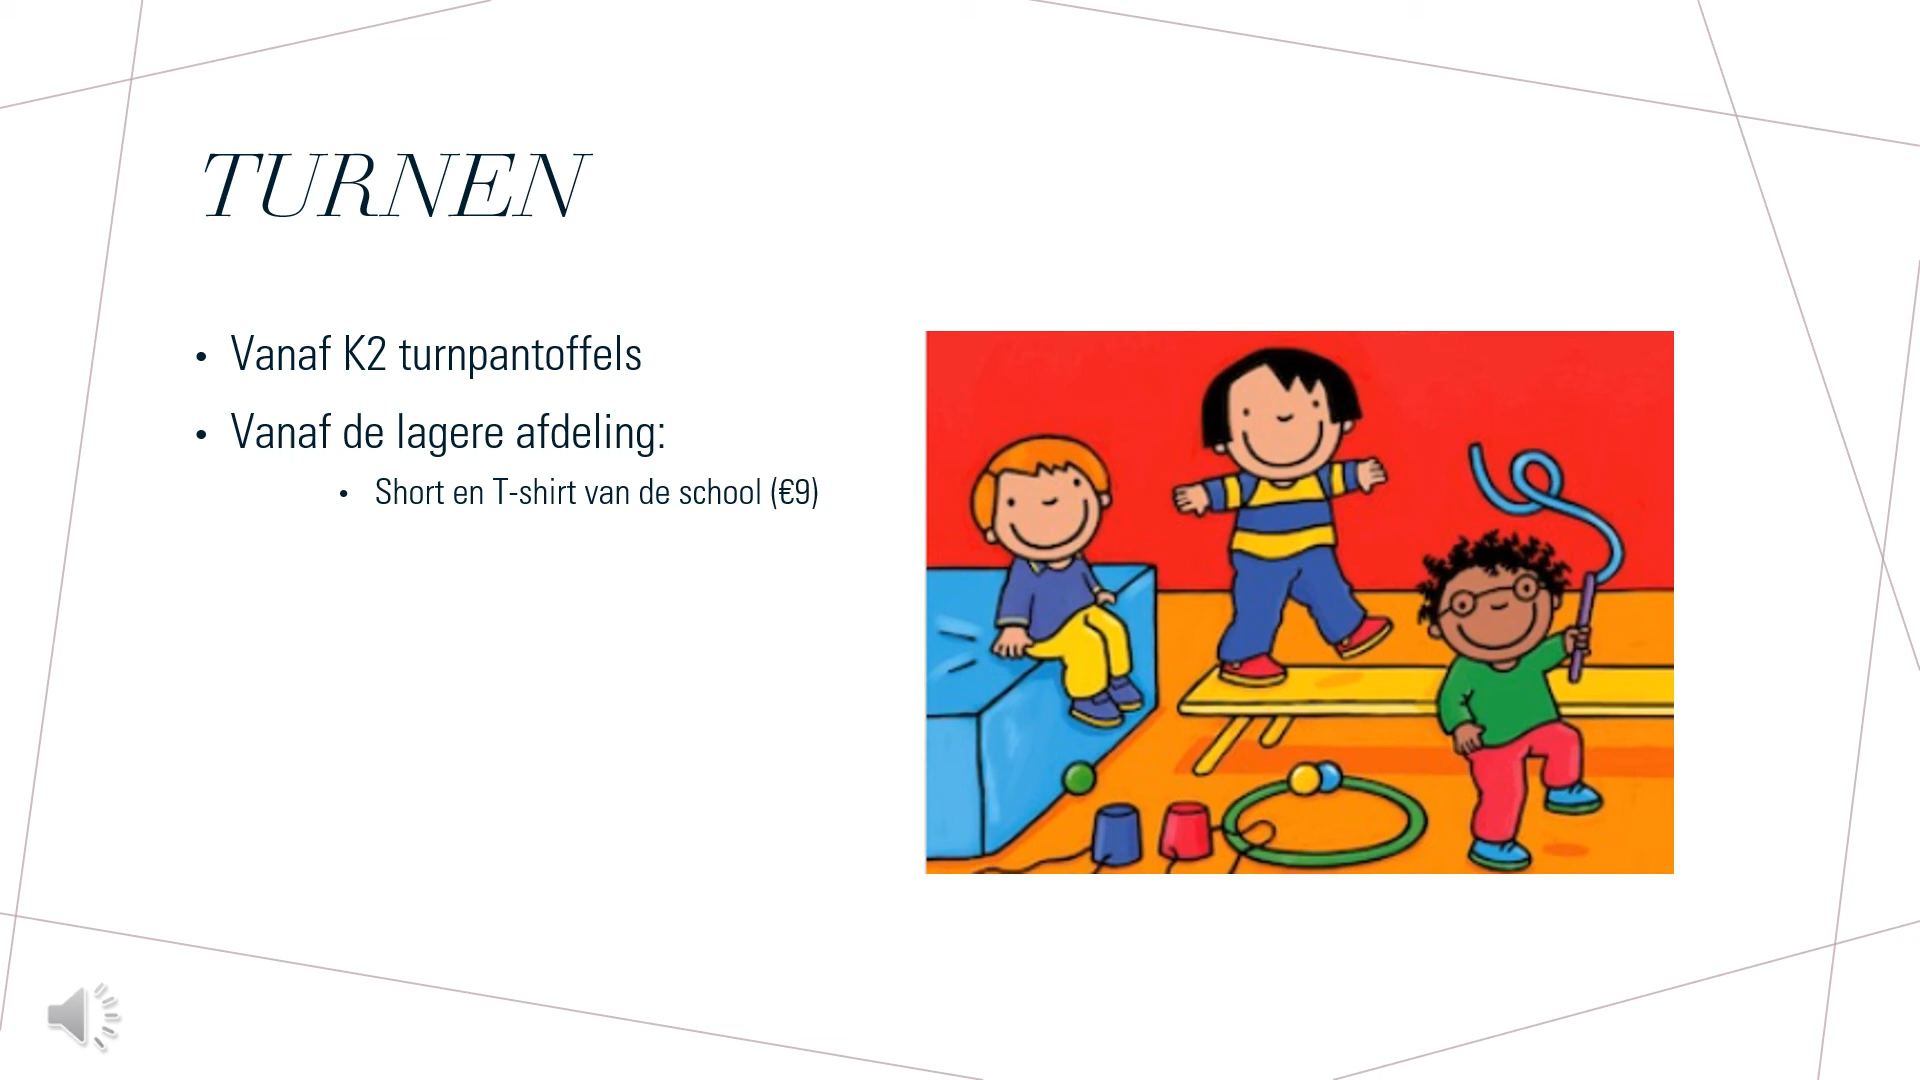 TURNEN
• Vanaf K2 turnpantoffels
• Vanaf de lagere afdeling:
• Short en T-shirt van de school (€9)